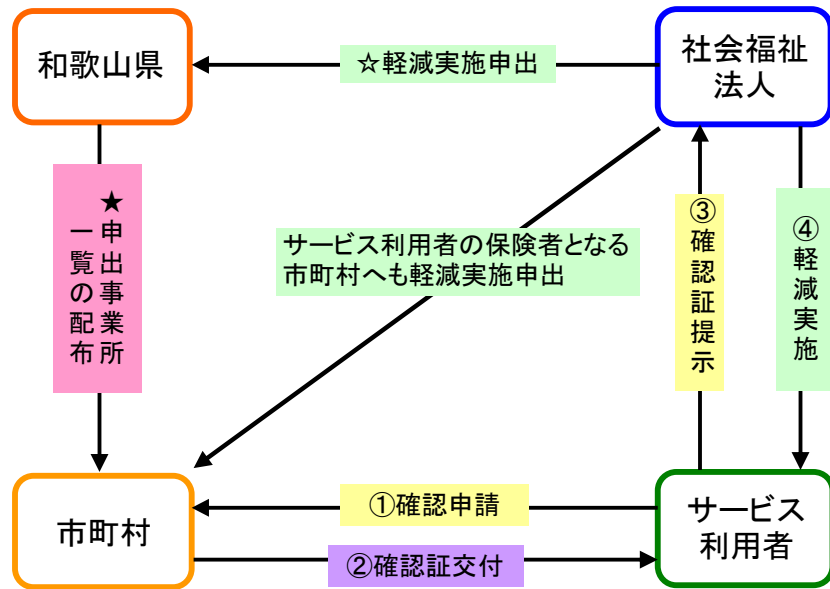 和歌山県
☆軽減実施申出
社会福祉
法人
★申出事業所
一覧の配布
サービス利用者の保険者となる
市町村へも軽減実施申出
③確認証提示
④軽減実施
市町村
①確認申請
②確認証交付
サービス
利用者